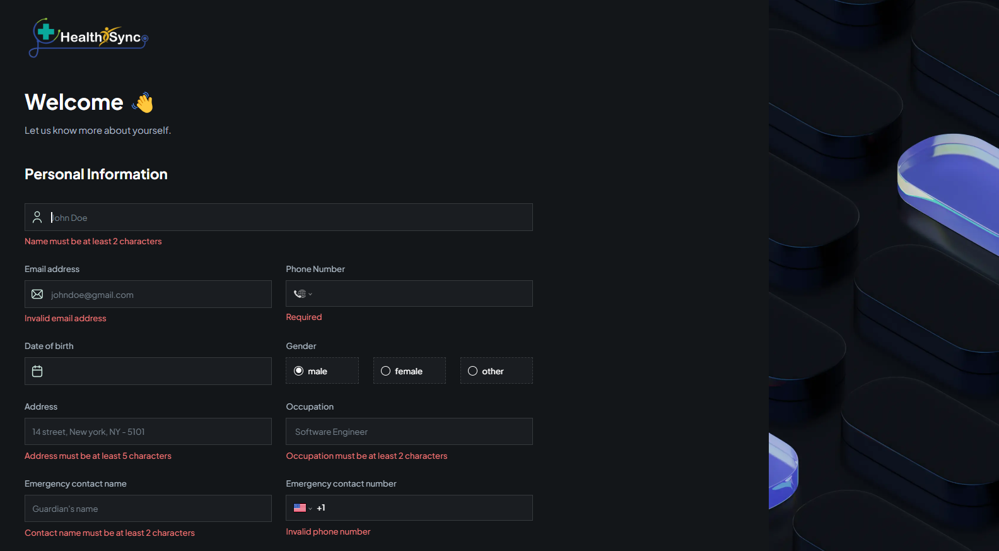 HealthSync
Welcome 👋
Let us know more about yourself.
Personal Information
John Doe
Name must be at least 2 characters
Email address
Phone Number
johndoe@gmail.com
Invalid email address
Required
Date of birth
Gender
male
female
other
Address
Occupation
14 street, New york, NY - 5101
Software Engineer
Address must be at least 5 characters
Occupation must be at least 2 characters
Emergency contact name
Emergency contact number
Guardian's name
+1
Contact name must be at least 2 characters
Invalid phone number